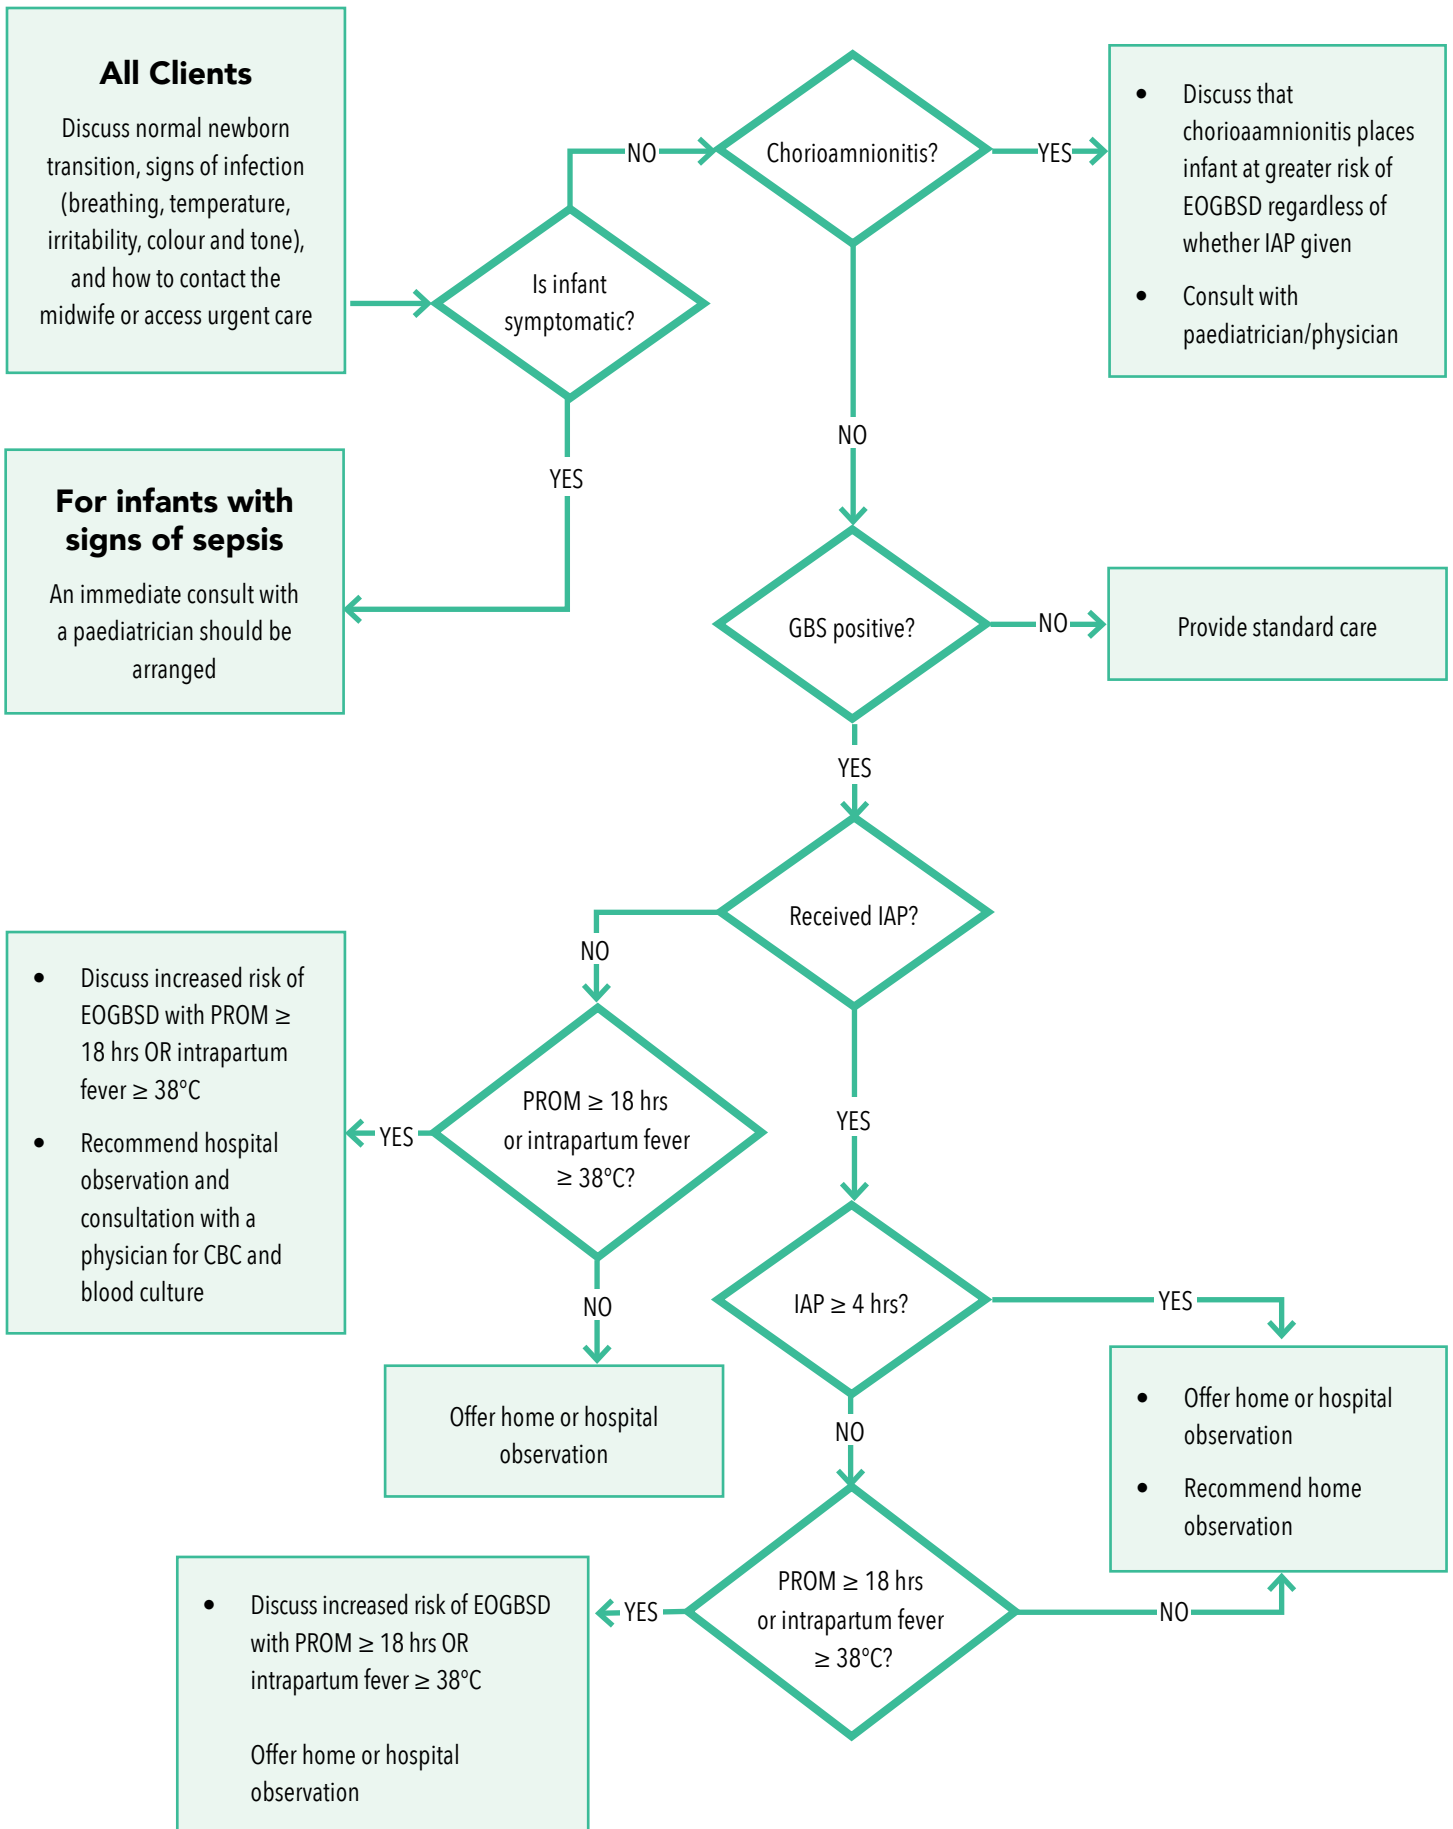 All Clients
Discuss normal newborn
transition, signs of infection
(breathing, temperature,
irritability, colour and tone),
and how to contact the
midwife or access urgent care
Is infant
symptomatic?
NO
Chorioamnionitis?
YES
• Discuss that
chorioaamnionitis places
infant at greater risk of
EOGBSD regardless of
whether IAP given
• Consult with
paediatrician/physician
YES
For infants with
signs of sepsis
An immediate consult with
a paediatrician should be
arranged
NO
GBS positive?
NO
Provide standard care
YES
Received IAP?
NO
PROM ≥ 18 hrs
or intrapartum fever
≥ 38ºC?
YES
• Discuss increased risk of
EOGBSD with PROM ≥
18 hrs OR intrapartum
fever ≥ 38ºC
• Recommend hospital
observation and
consultation with a
physician for CBC and
blood culture
NO
Offer home or hospital
observation
YES
IAP ≥ 4 hrs?
YES
• Offer home or hospital
observation
• Recommend home
observation
NO
PROM ≥ 18 hrs
or intrapartum fever
≥ 38ºC?
NO
YES
• Discuss increased risk of EOGBSD
with PROM ≥ 18 hrs OR
intrapartum fever ≥ 38ºC
Offer home or hospital
observation